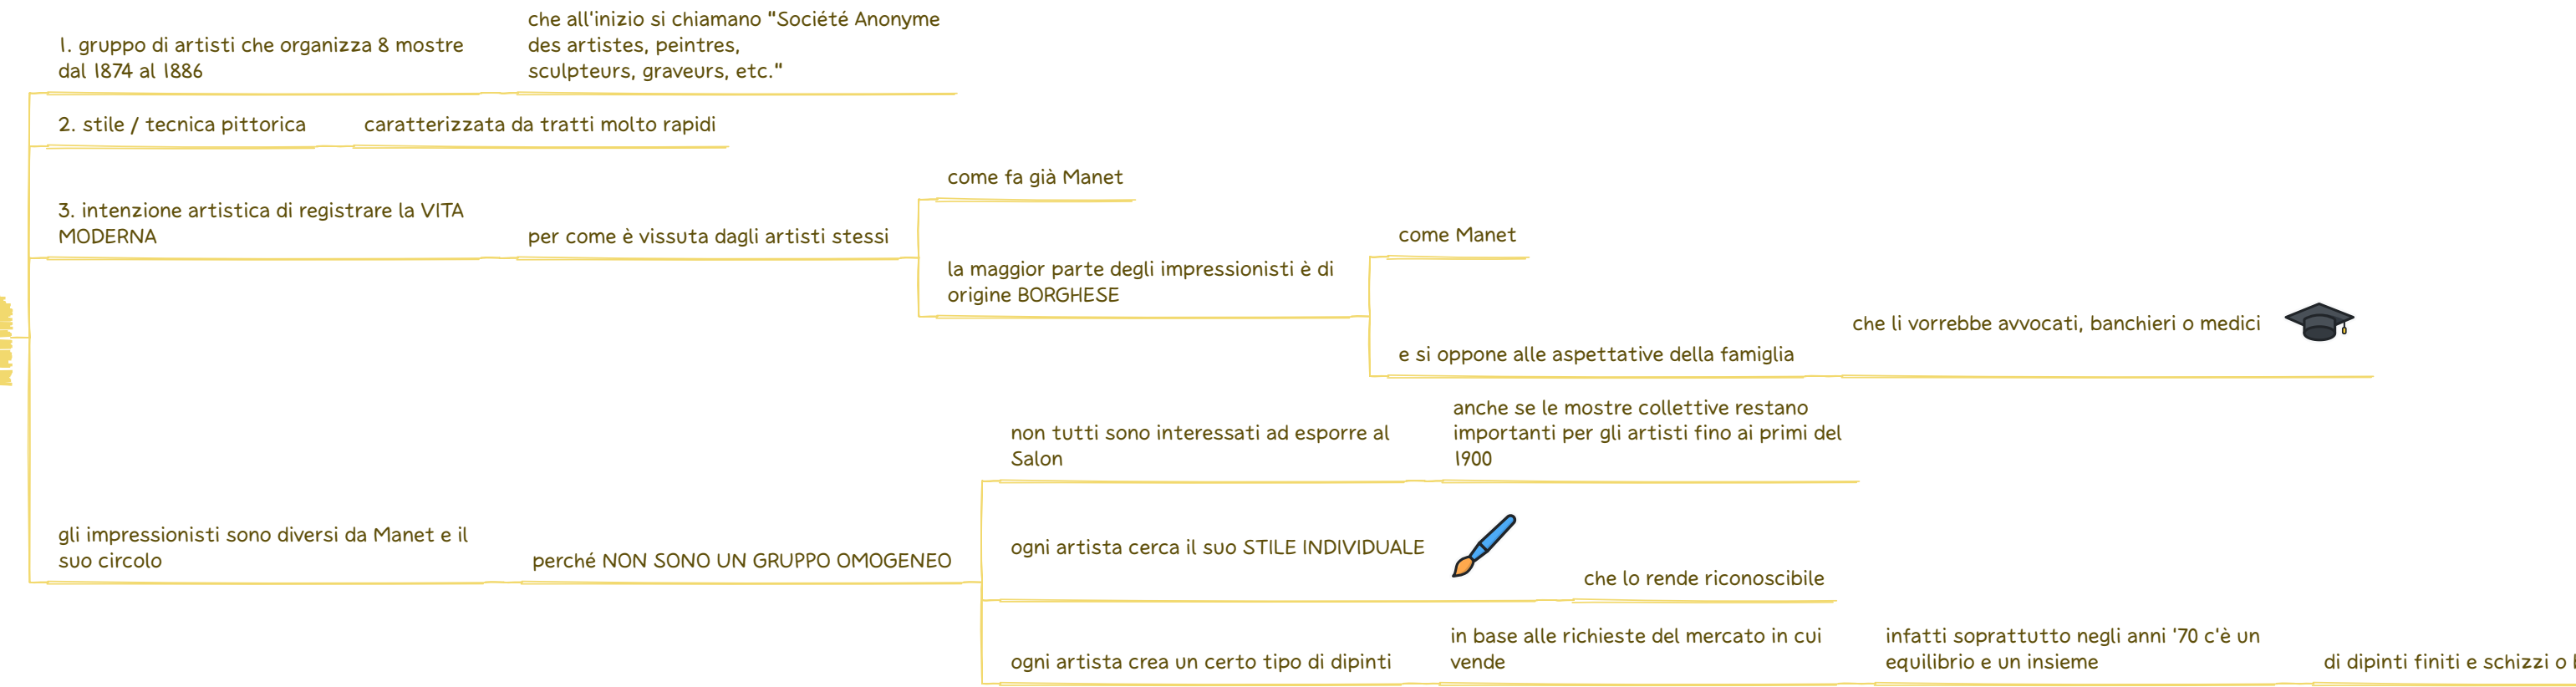 1. gruppo di artisti che organizza 8 mostre
dal 1874 al 1886
che all'inizio si chiamano "Société Anonyme
des artistes, peintres,
sculpteurs, graveurs, etc."
2. stile / tecnica pittorica
caratterizzata da tratti molto rapidi
3. intenzione artistica di registrare la VITA
MODERNA
per come è vissuta dagli artisti stessi
come fa già Manet
la maggior parte degli impressionisti è di
origine BORGHESE
come Manet
e si oppone alle aspettative della famiglia
che li vorrebbe avvocati, banchieri o medici
gli impressionisti sono diversi da Manet e il
suo circolo
perché NON SONO UN GRUPPO OMOGENEO
non tutti sono interessati ad esporre al
Salon
anche se le mostre collettive restano
importanti per gli artisti fino ai primi del
1900
ogni artista cerca il suo STILE INDIVIDUALE
che lo rende riconoscibile
ogni artista crea un certo tipo di dipinti
in base alle richieste del mercato in cui
vende
infatti soprattutto negli anni '70 c'è un
equilibrio e un insieme
di dipinti finiti e schizzi o